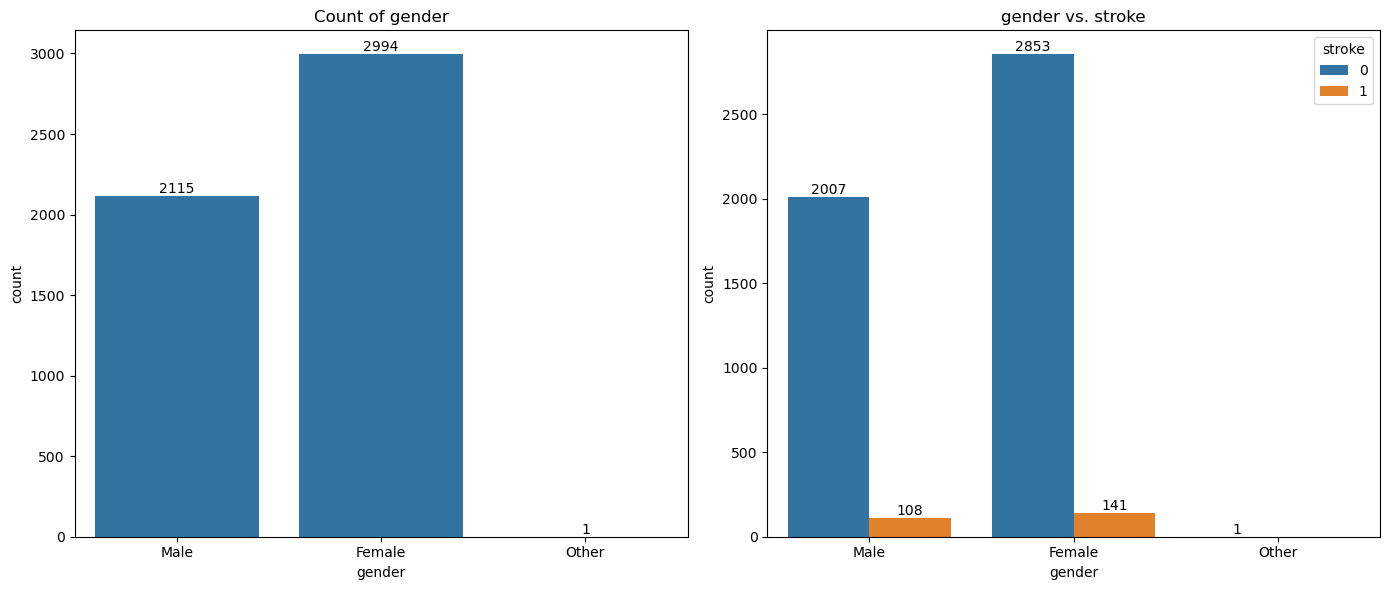 Count of gender
3000
2500
2000
1500
1000
500
0
2115
2994
1
Male
Female
Other
gender
count
gender vs. stroke
stroke
0
1
2500
2000
1500
1000
500
0
2007
108
2853
141
1
Male
Female
Other
gender
count